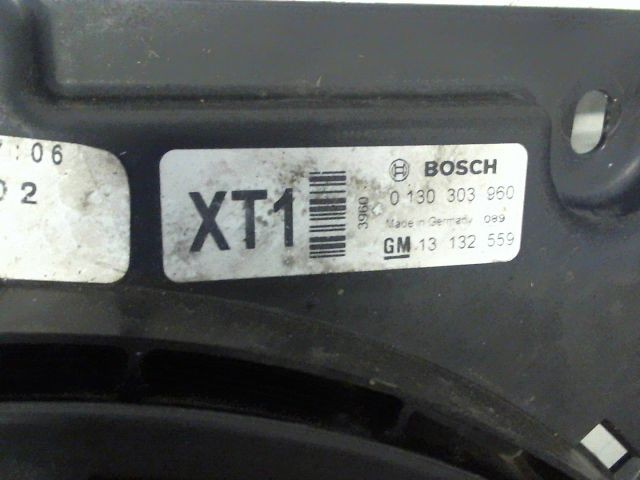 :06
02
XT1
3960
BOSCH
0 130 303 960
Made in Germany 089
GM 13 132 559